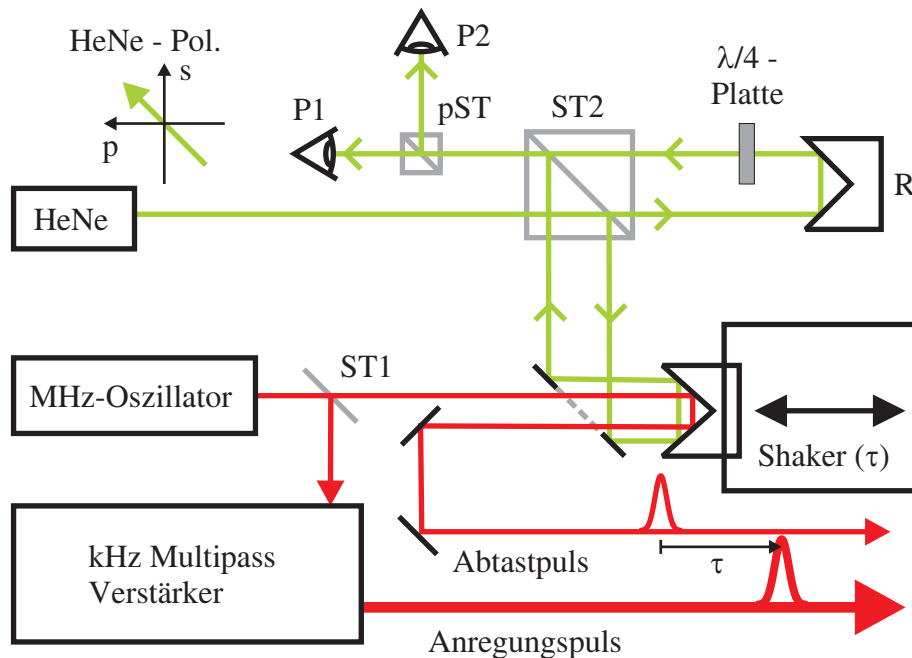 HeNe - Pol.
s
p
P1
P2
pST
ST2
λ/4 -
Platte
R
HeNe
ST1
MHz-Oszillator
Shaker (τ)
kHz Multipass
Verstärker
Abtastpuls
τ
Anregungspuls